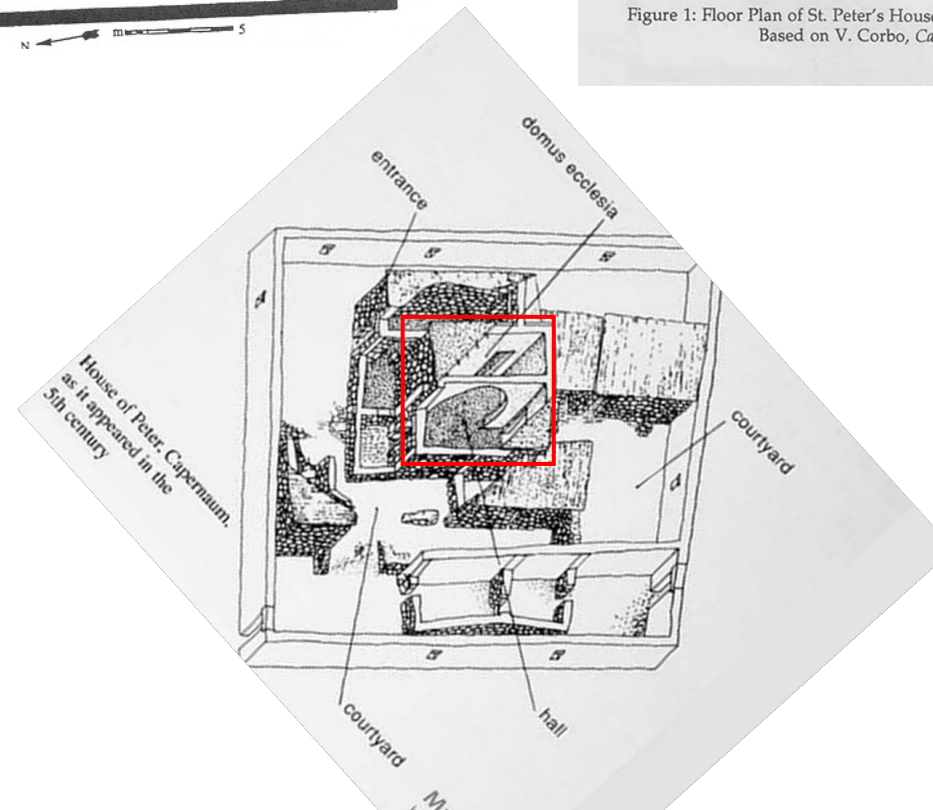 N
m
5
Figure 1: Floor Plan of St. Peter's House
Based on V. Corbo, Ca
domus ecclesia
entrance
House of Peter, Capernaum,
as it appeared in the
5th century
courtyard
courtyard
hall